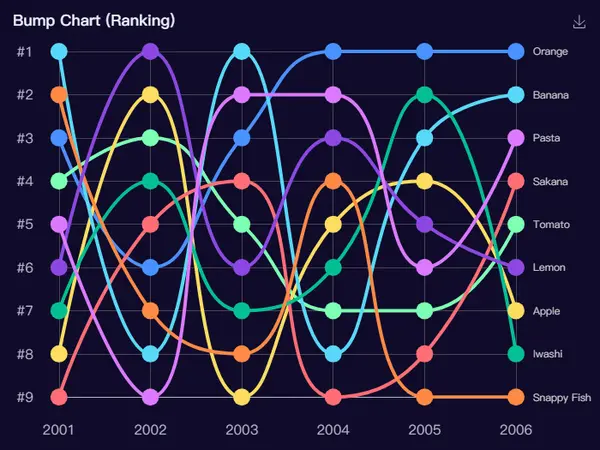 Bump Chart (Ranking)
#1
Orange
#2
Banana
#3
Pasta
#4
Sakana
#5
Tomato
#6
Lemon
#7
Apple
#8
Iwashi
#9
Snappy Fish
2001 2002 2003 2004 2005 2006